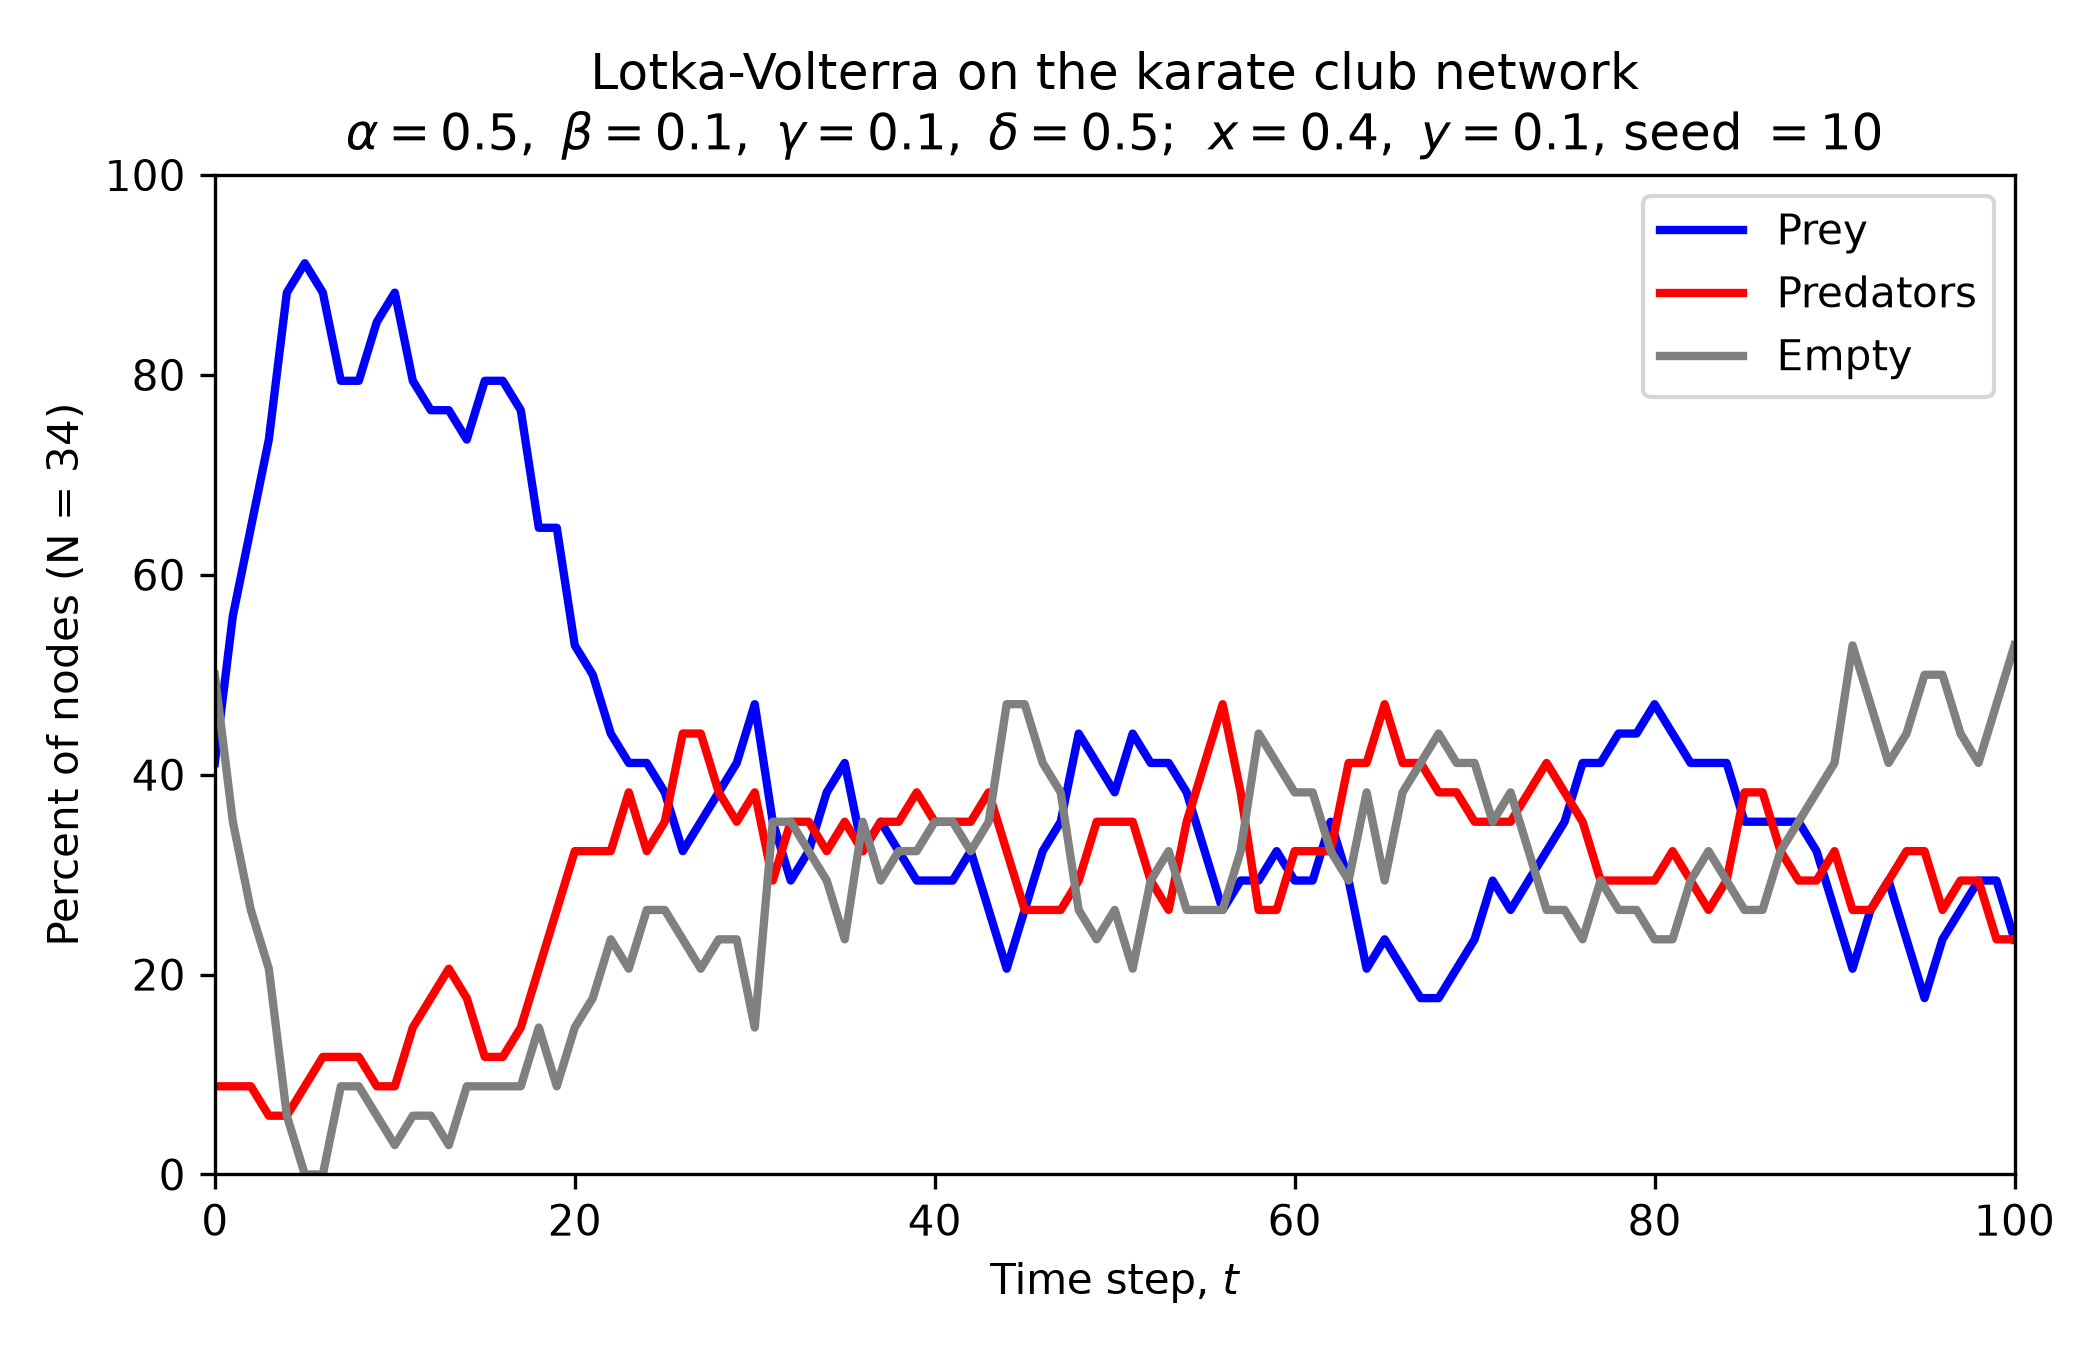 Lotka-Volterra on the karate club network
α = 0.5, β = 0.1, γ = 0.1, δ = 0.5; x = 0.4, y = 0.1, seed = 10
Prey
Predators
Empty
Percent of nodes (N = 34)
100
80
60
40
20
0
0 20 40 60 80 100
Time step, t